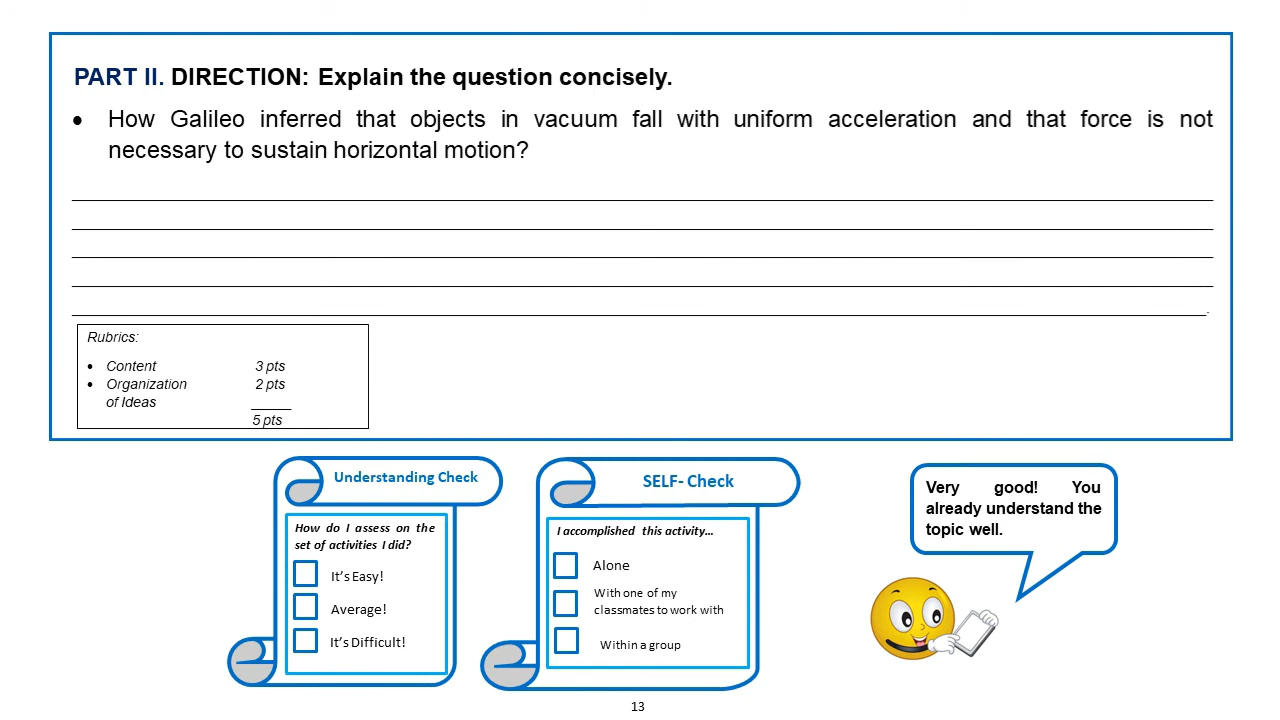 PART II. DIRECTION: Explain the question concisely.
• How Galileo inferred that objects in vacuum fall with uniform acceleration and that force is not
necessary to sustain horizontal motion?
.
Rubrics:
• Content 3 pts
• Organization 2 pts
of Ideas
5 pts
Understanding Check
How do I assess on the
set of activities I did?
It’s Easy!
Average!
It’s Difficult!
SELF- Check
I accomplished this activity…
Alone
With one of my
classmates to work with
Within a group
Very good! You
already understand the
topic well.
13